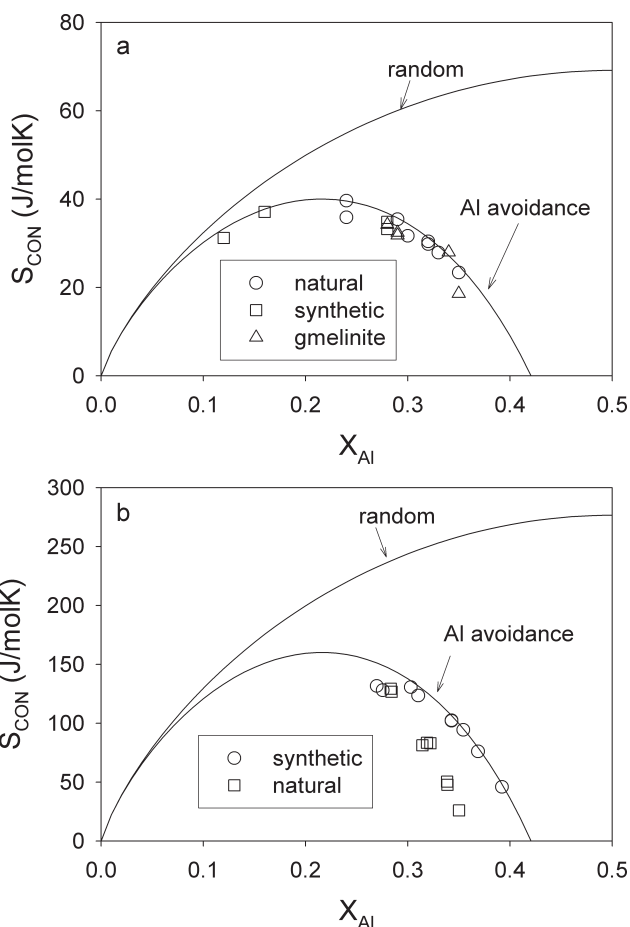 80
a
random
60
S_CON (J/molK)
40
Al avoidance
natural
20
synthetic
gmelinite
0
0.0 0.1 0.2 0.3 0.4 0.5
X_Al
300
b
random
250
200
S_CON (J/molK)
Al avoidance
150
100
synthetic
50
natural
0
0.0 0.1 0.2 0.3 0.4 0.5
X_Al